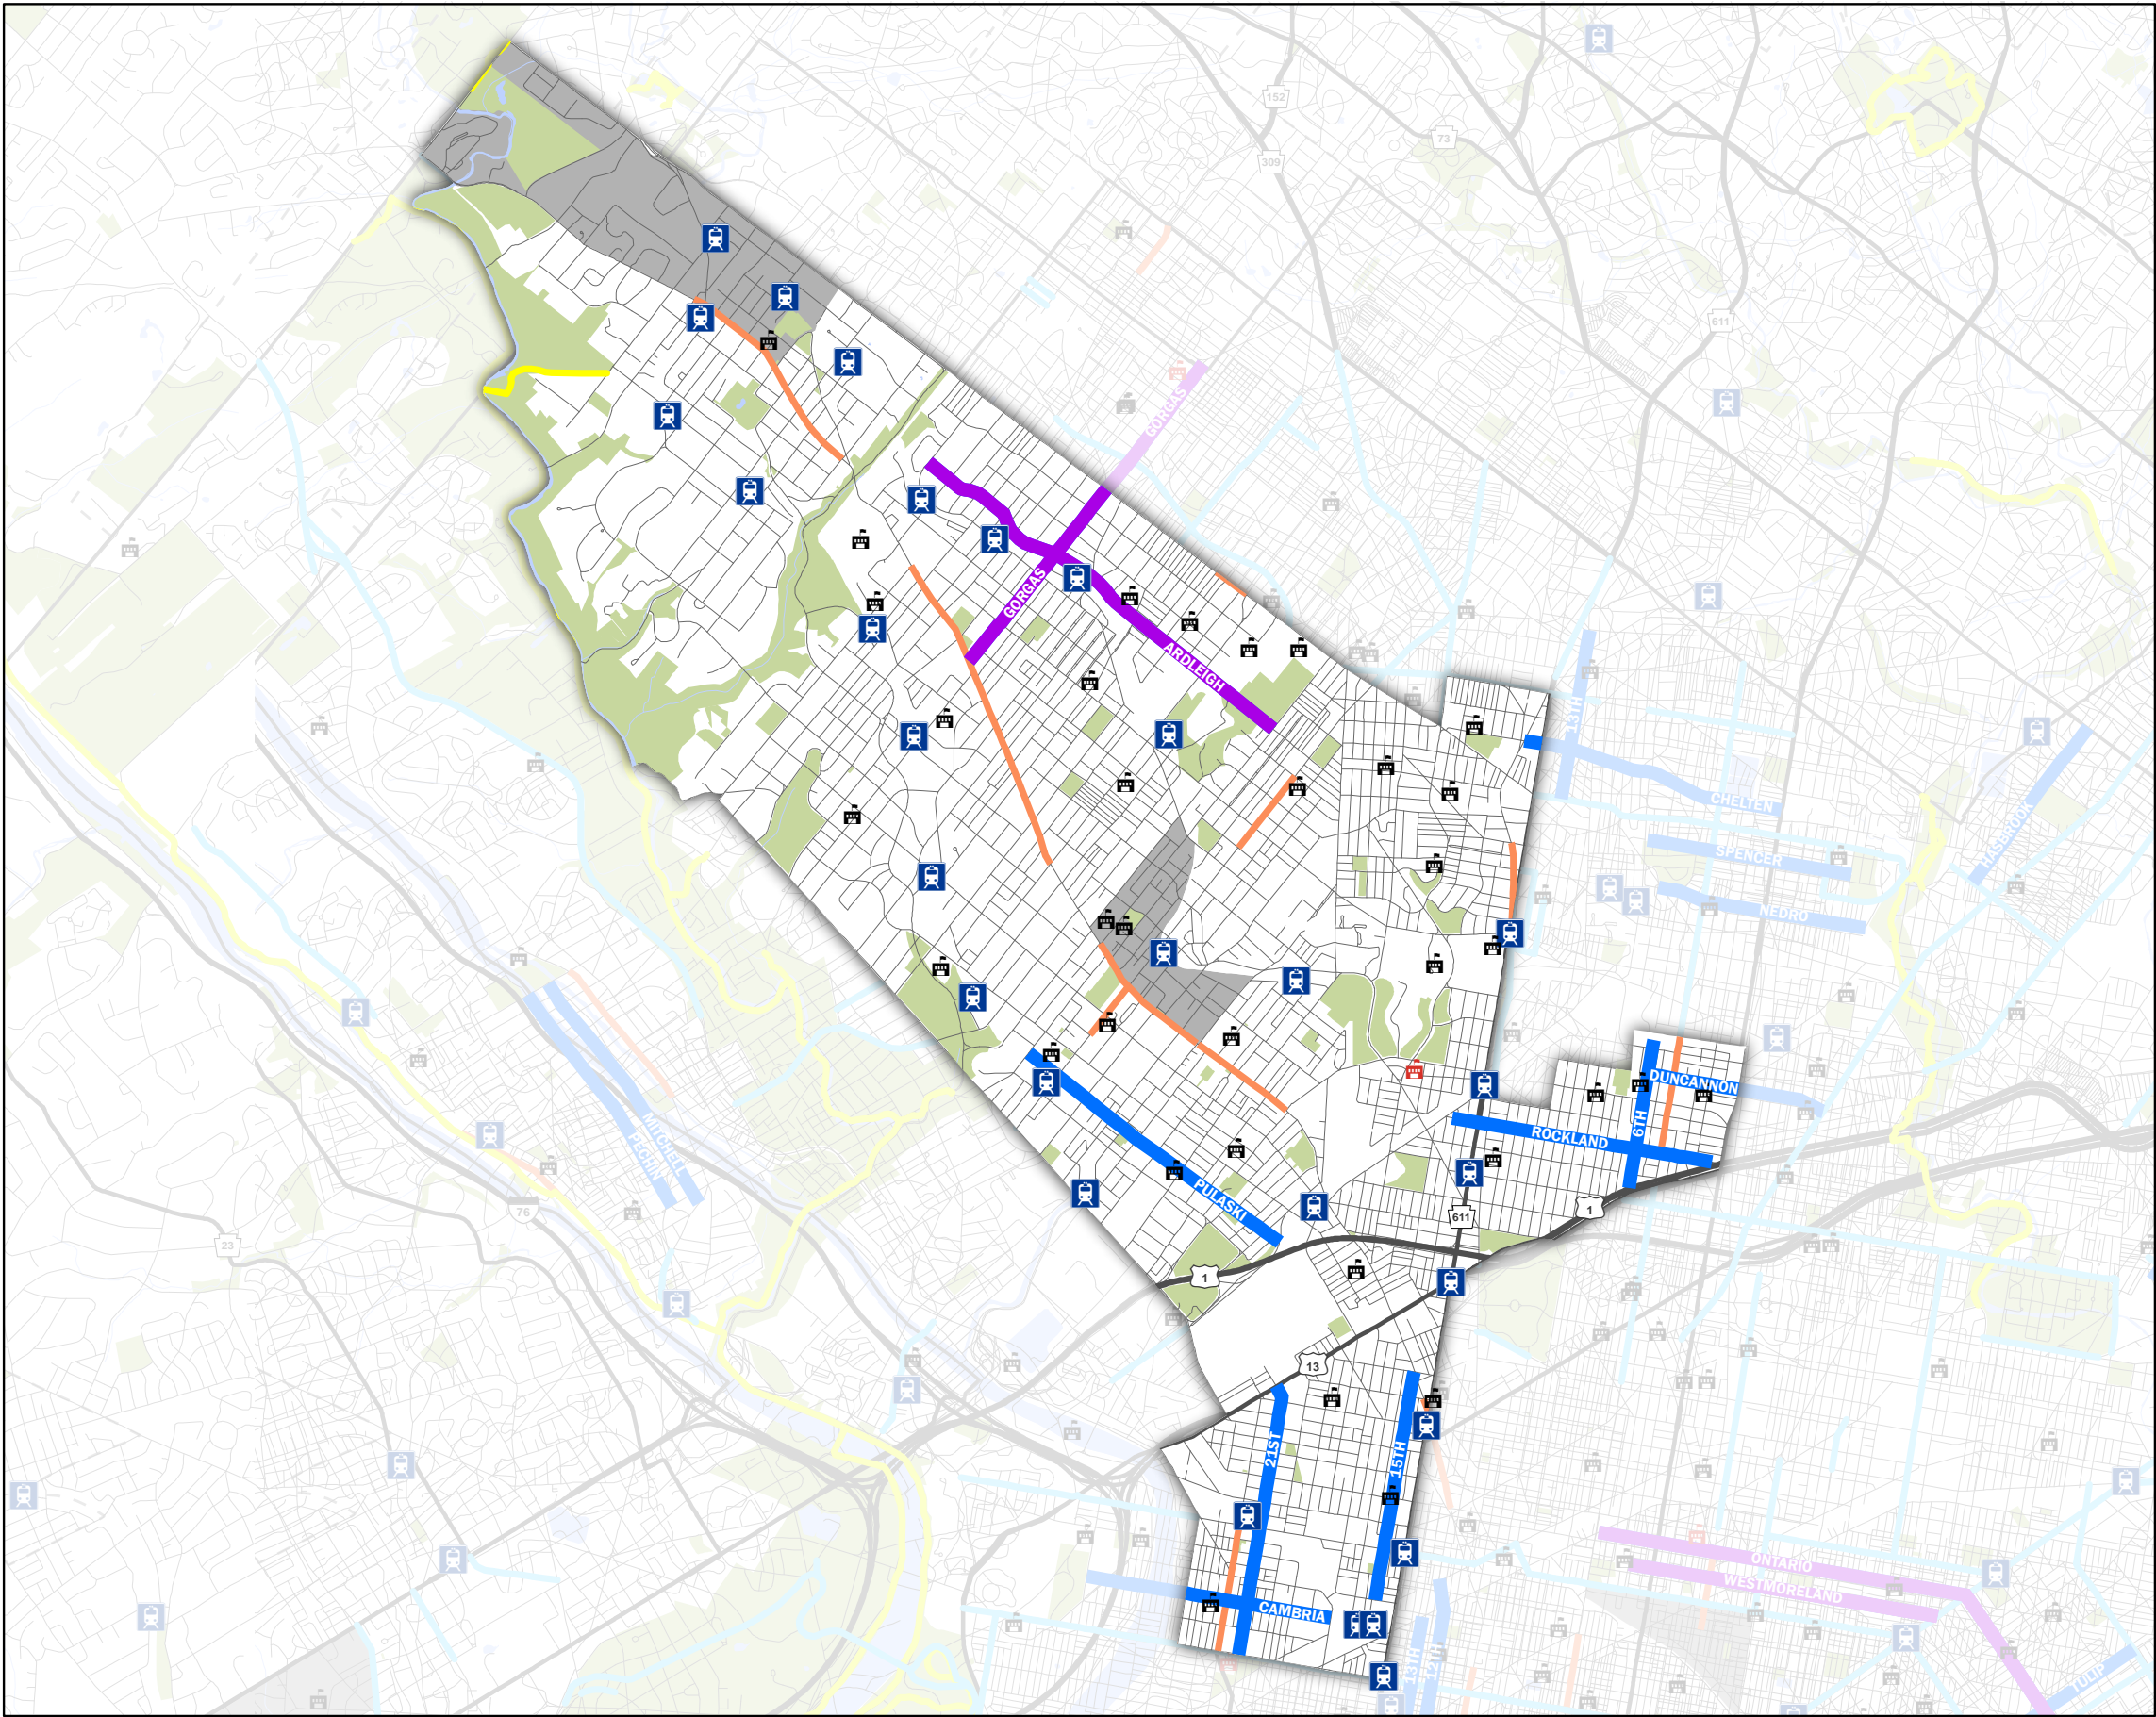 152
73
309
611
GORGAS
GORGAS
ARDLEIGH
13TH
CHELTEN
SPENCER
HASBROOK
NEDRO
DUNCANNON
6TH
ROCKLAND
MITCHELL
PECHIN
PULASKI
76
611
1
23
1
13
21ST
15TH
ONTARIO
WESTMORELAND
CAMBRIA
13TH
12TH
TULIP